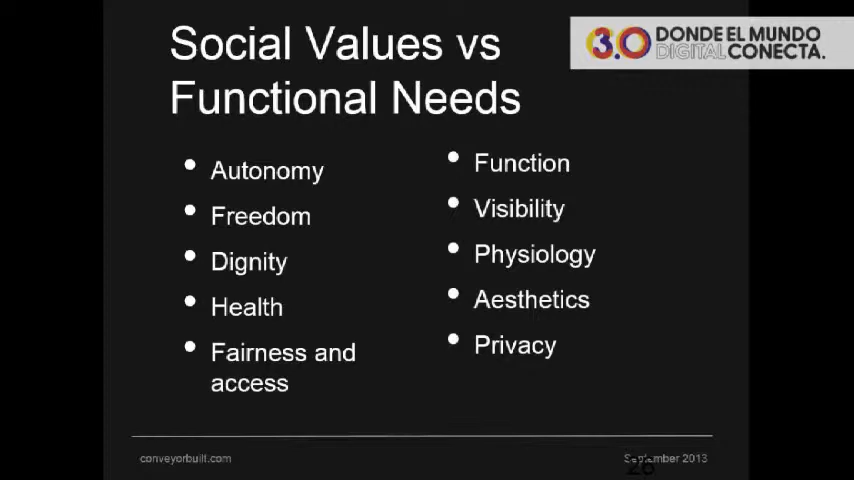 Social Values vs
Functional Needs
3.0 DONDE EL MUNDO
DIGITAL CONECTA.
• Autonomy
• Freedom
• Dignity
• Health
• Fairness and
access
• Function
• Visibility
• Physiology
• Aesthetics
• Privacy
conveyorbuilt.com
September 2013
26